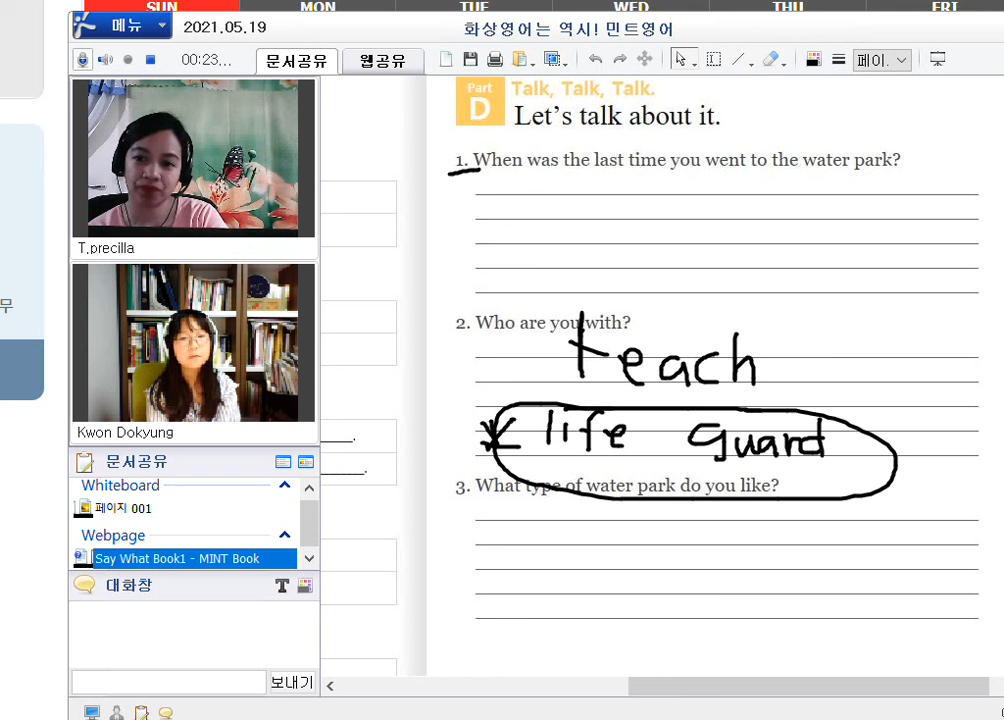 SUN MON TUE WED THU FRI
메뉴 2021.05.19 화상영어는 역시! 민트영어
00:23... 문서공유 웹공유 페이.
T.precilla
Kwon Dokyung
문서공유
Whiteboard
페이지 001
Webpage
Say What Book1 - MINT Book
대화창
보내기
무
Part D
Talk, Talk, Talk.
Let's talk about it.
1. When was the last time you went to the water park?
2. Who are you with?
teach
life guard
3. What type of water park do you like?